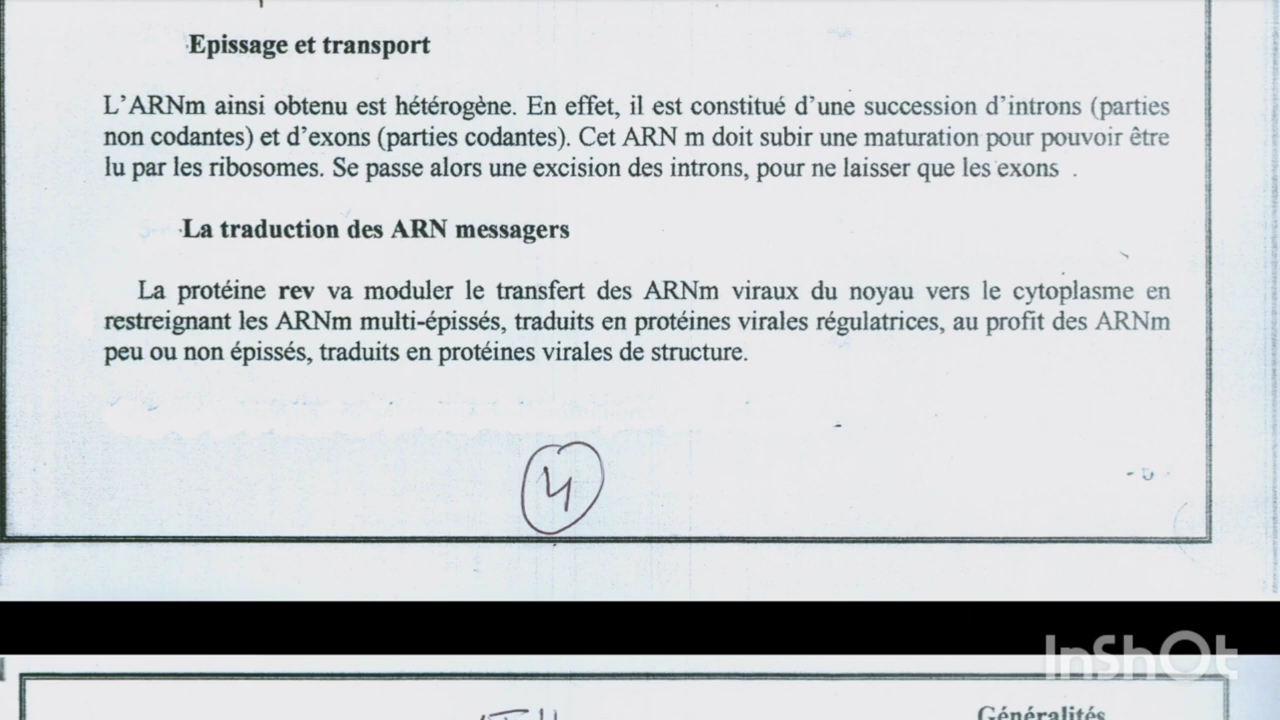 Epissage et transport
L'ARNm ainsi obtenu est hétérogène. En effet, il est constitué d'une succession d'introns (parties
non codantes) et d'exons (parties codantes). Cet ARN m doit subir une maturation pour pouvoir être
lu par les ribosomes. Se passe alors une excision des introns, pour ne laisser que les exons .
La traduction des ARN messagers
La protéine rev va moduler le transfert des ARNm viraux du noyau vers le cytoplasme en
restreignant les ARNm multi-épissés, traduits en protéines virales régulatrices, au profit des ARNm
peu ou non épissés, traduits en protéines virales de structure.
4
InShOt
Généralités